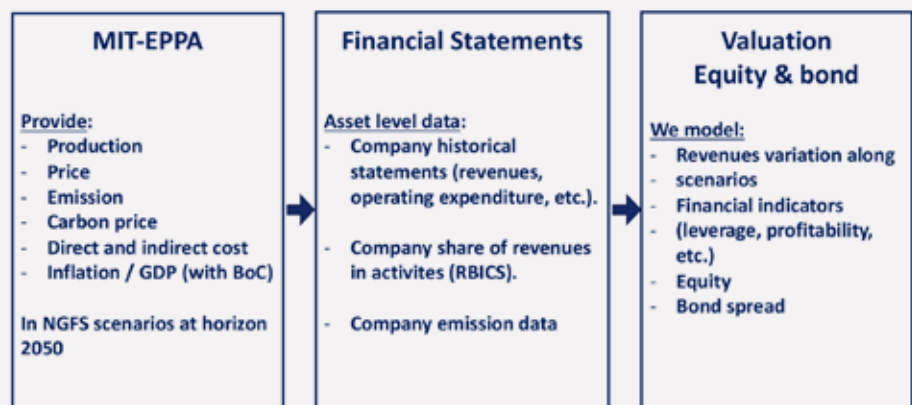 MIT-EPPA
Provide:
- Production
- Price
- Emission
- Carbon price
- Direct and indirect cost
- Inflation / GDP (with BoC)
In NGFS scenarios at horizon
2050
Financial Statements
Asset level data:
- Company historical
statements (revenues,
operating expenditure, etc.).
- Company share of revenues
in activites (RBICS).
- Company emission data
Valuation
Equity & bond
We model:
- Revenues variation along
- scenarios
- Financial indicators
- (leverage, profitability,
etc.)
- Equity
- Bond spread